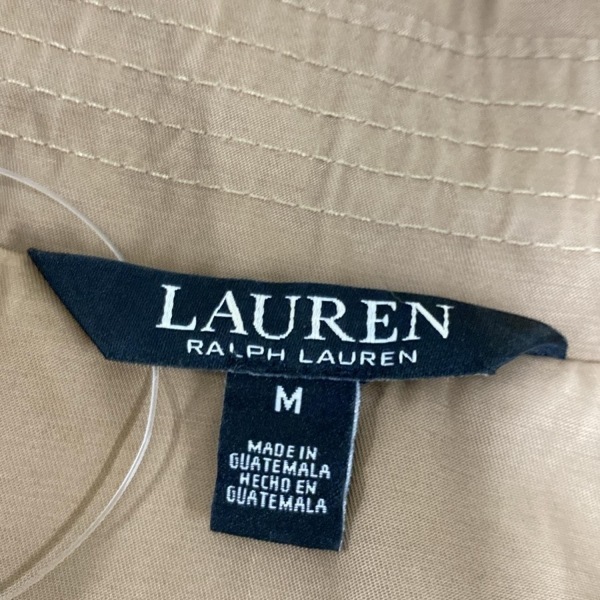 LAUREN
RALPH LAUREN
M
MADE IN
GUATEMALA
HECHO EN
GUATEMALA